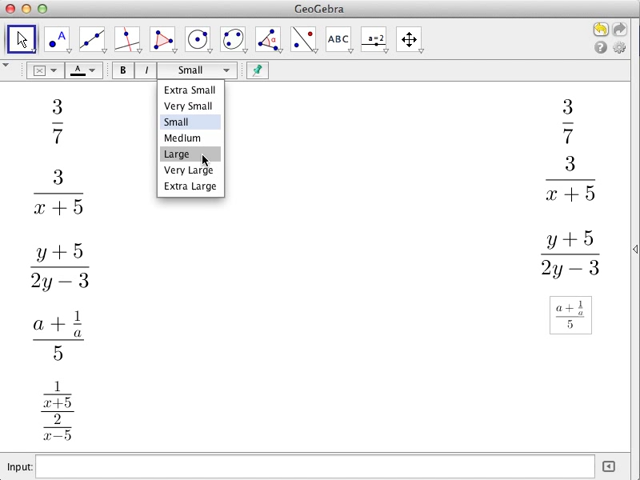 GeoGebra
A
ABC
a = 2
A
B
I
Small
Extra Small
Very Small
Small
Medium
Large
Very Large
Extra Large
3
7
3
x + 5
y + 5
2y − 3
a + 1/a
5
1
x+5
2
x−5
3
7
3
x + 5
y + 5
2y − 3
a + 1/a
5
Input: